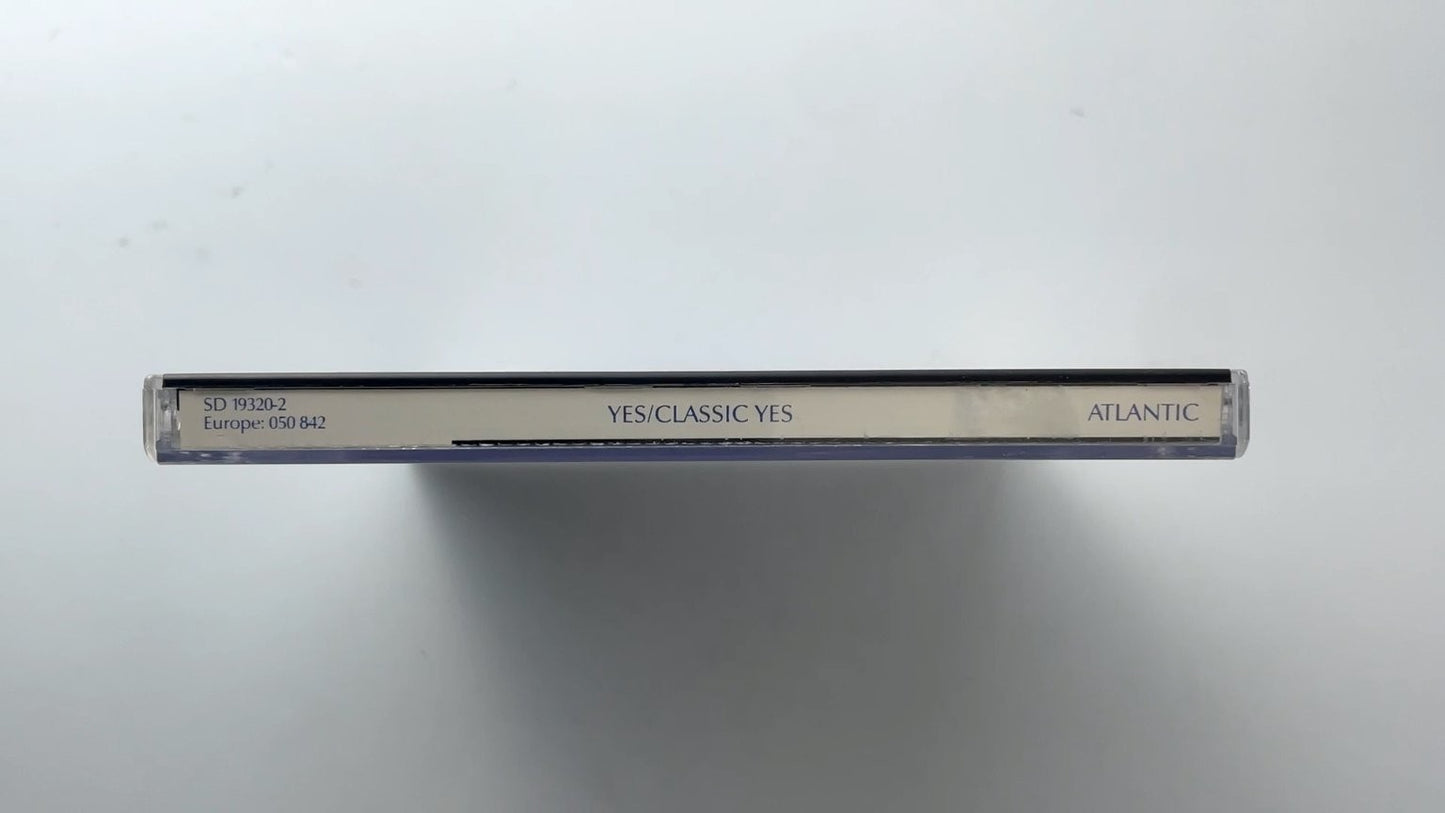 SD 19320-2
Europe: 050 842
YES/CLASSIC YES
ATLANTIC